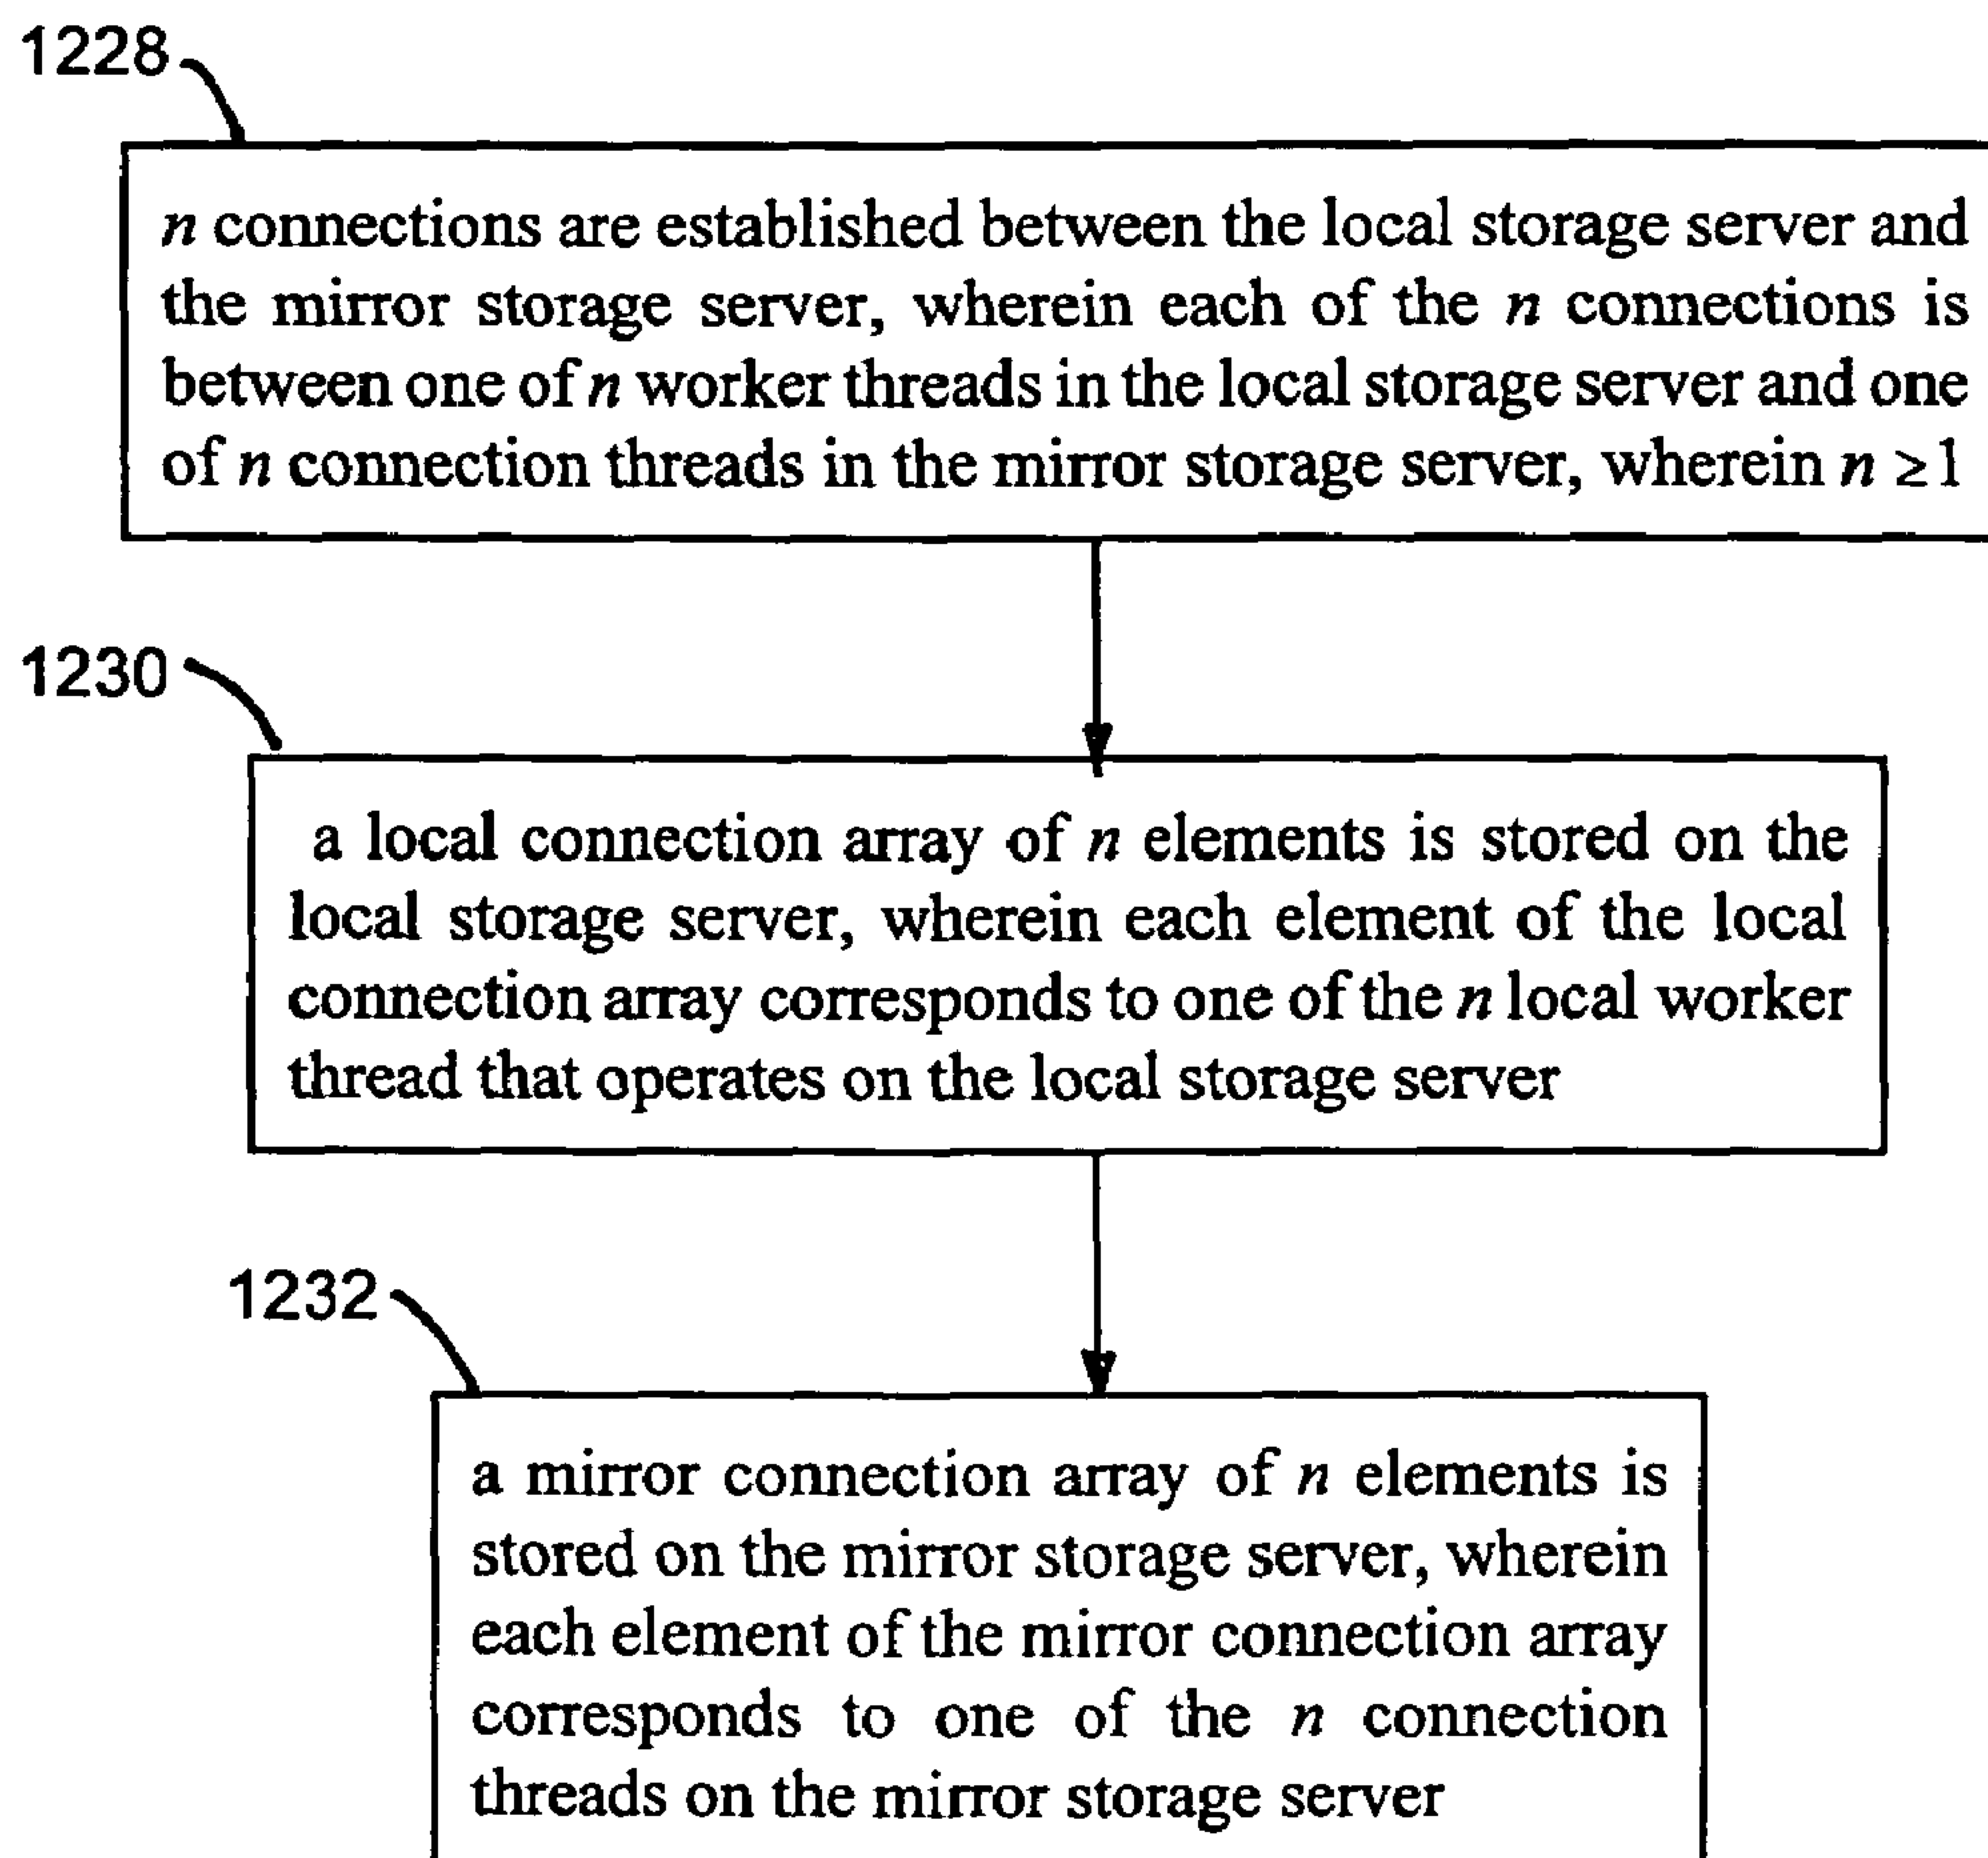 1228
n connections are established between the local storage server and
the mirror storage server, wherein each of the n connections is
between one of n worker threads in the local storage server and one
of n connection threads in the mirror storage server, wherein n ≥ 1
1230
a local connection array of n elements is stored on the
local storage server, wherein each element of the local
connection array corresponds to one of the n local worker
thread that operates on the local storage server
1232
a mirror connection array of n elements is
stored on the mirror storage server, wherein
each element of the mirror connection array
corresponds to one of the n connection
threads on the mirror storage server